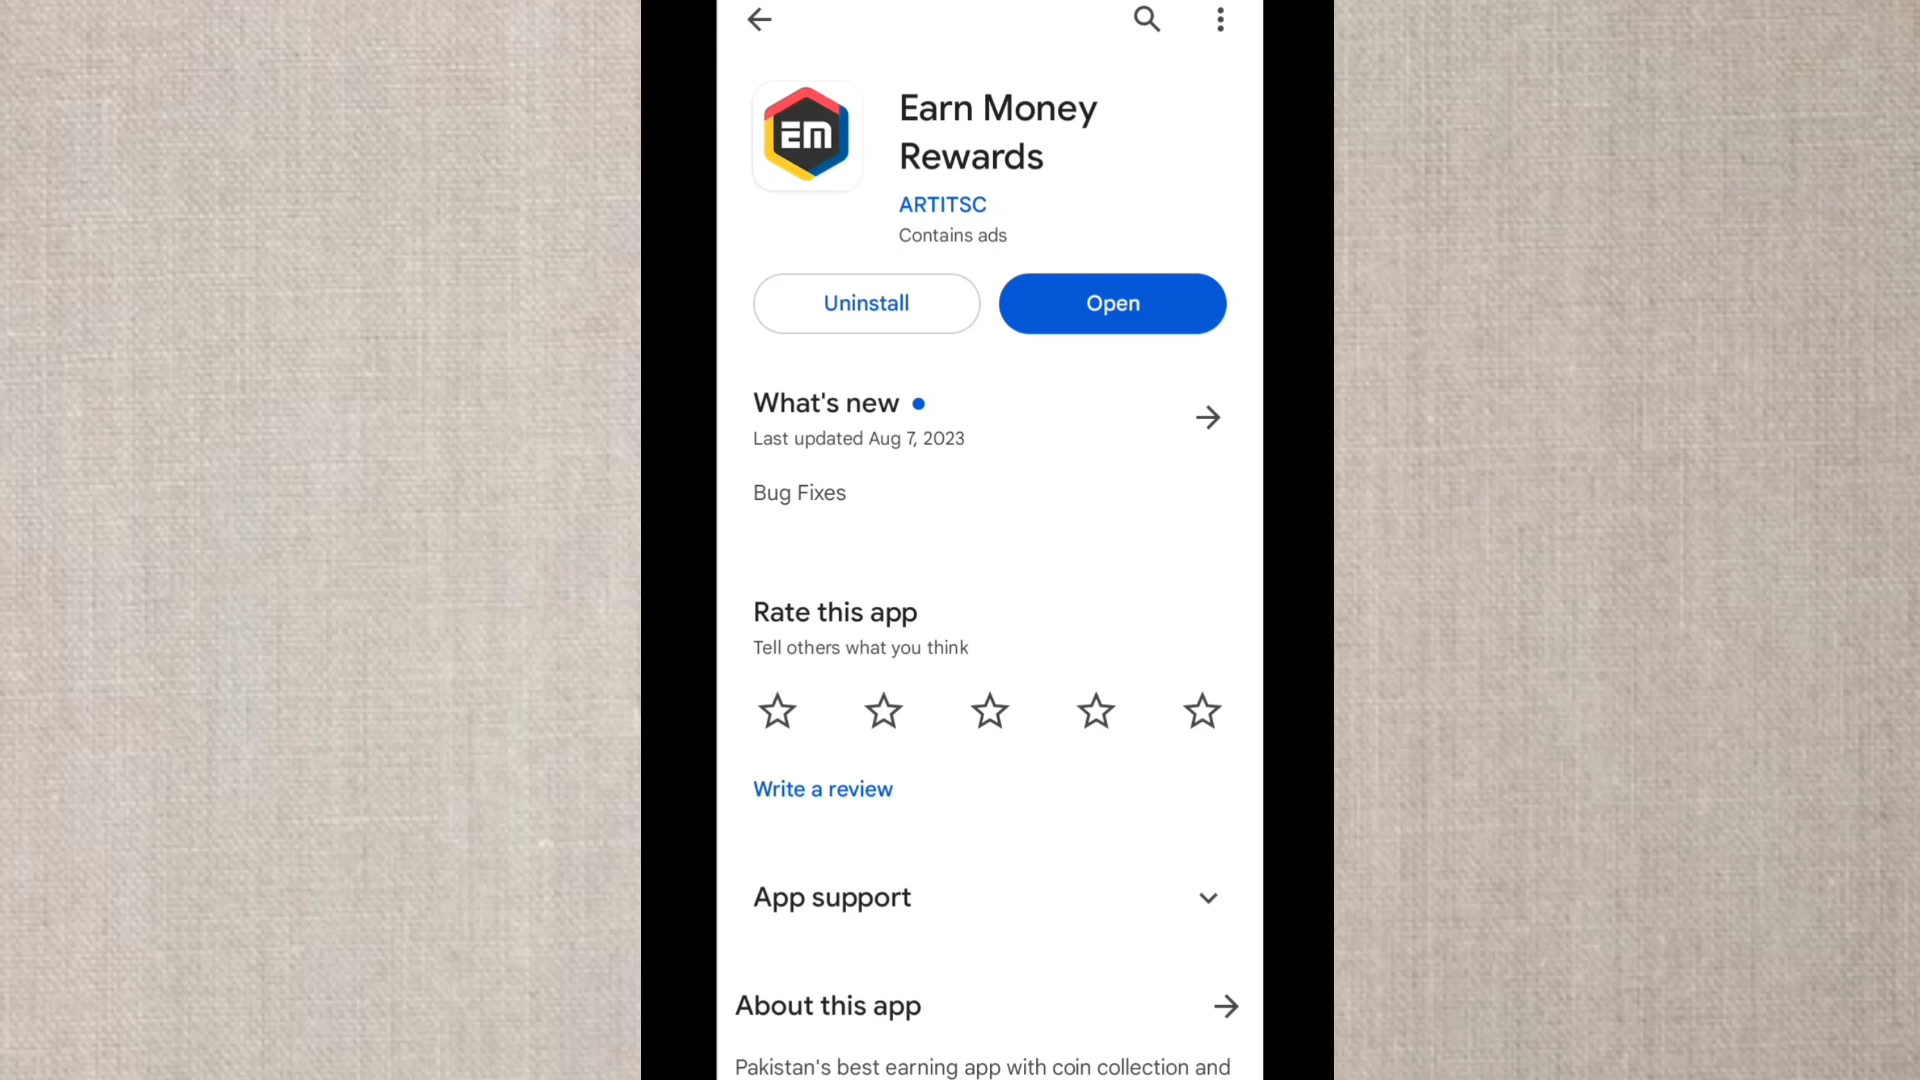 EM
Earn Money
Rewards
ARTITSC
Contains ads
Uninstall
Open
What's new
Last updated Aug 7, 2023
Bug Fixes
Rate this app
Tell others what you think
Write a review
App support
About this app
Pakistan's best earning app with coin collection and